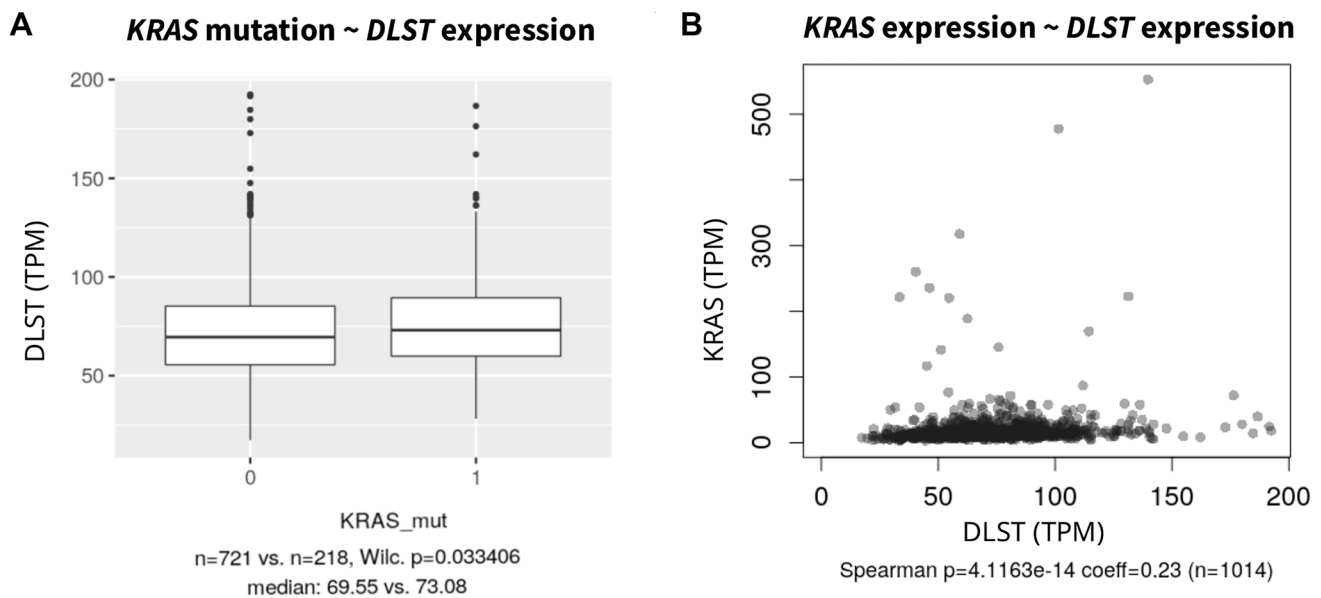 A
KRAS mutation ~ DLST expression
200
150
100
50
DLST (TPM)
0
1
KRAS_mut
n=721 vs. n=218, Wilc. p=0.033406
median: 69.55 vs. 73.08
B
KRAS expression ~ DLST expression
500
300
100
0
KRAS (TPM)
0
50
100
150
200
DLST (TPM)
Spearman p=4.1163e-14 coeff=0.23 (n=1014)